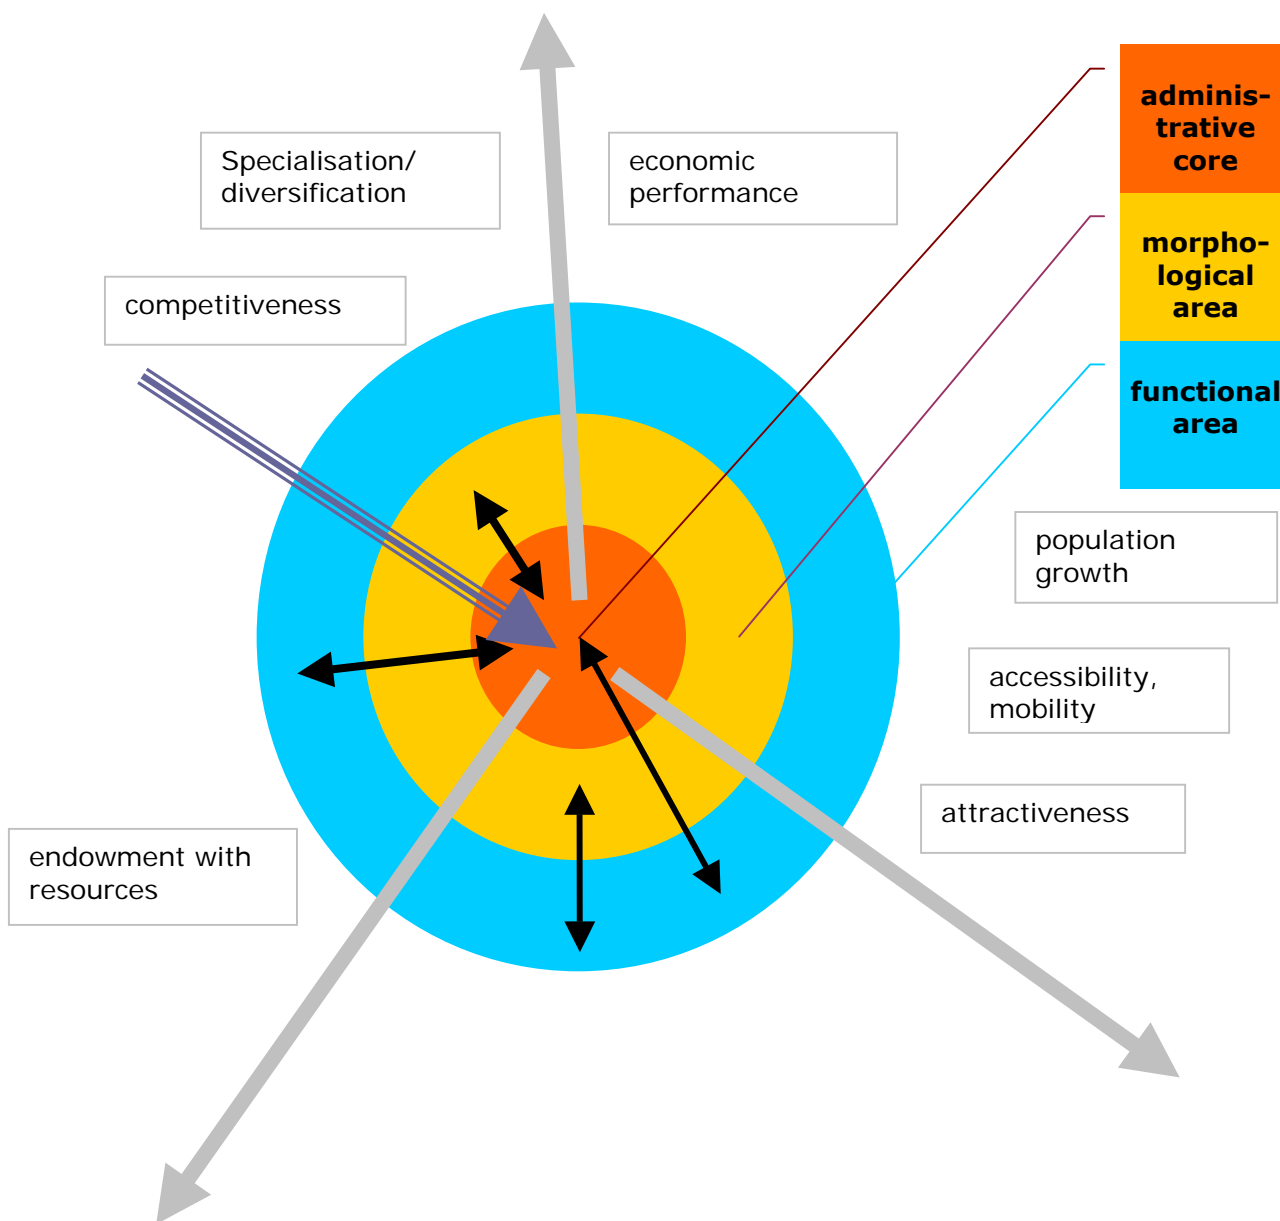 Specialisation/
diversification
economic
performance
adminis-
trative
core
morpho-
logical
area
functional
area
competitiveness
population
growth
accessibility,
mobility
attractiveness
endowment with
resources